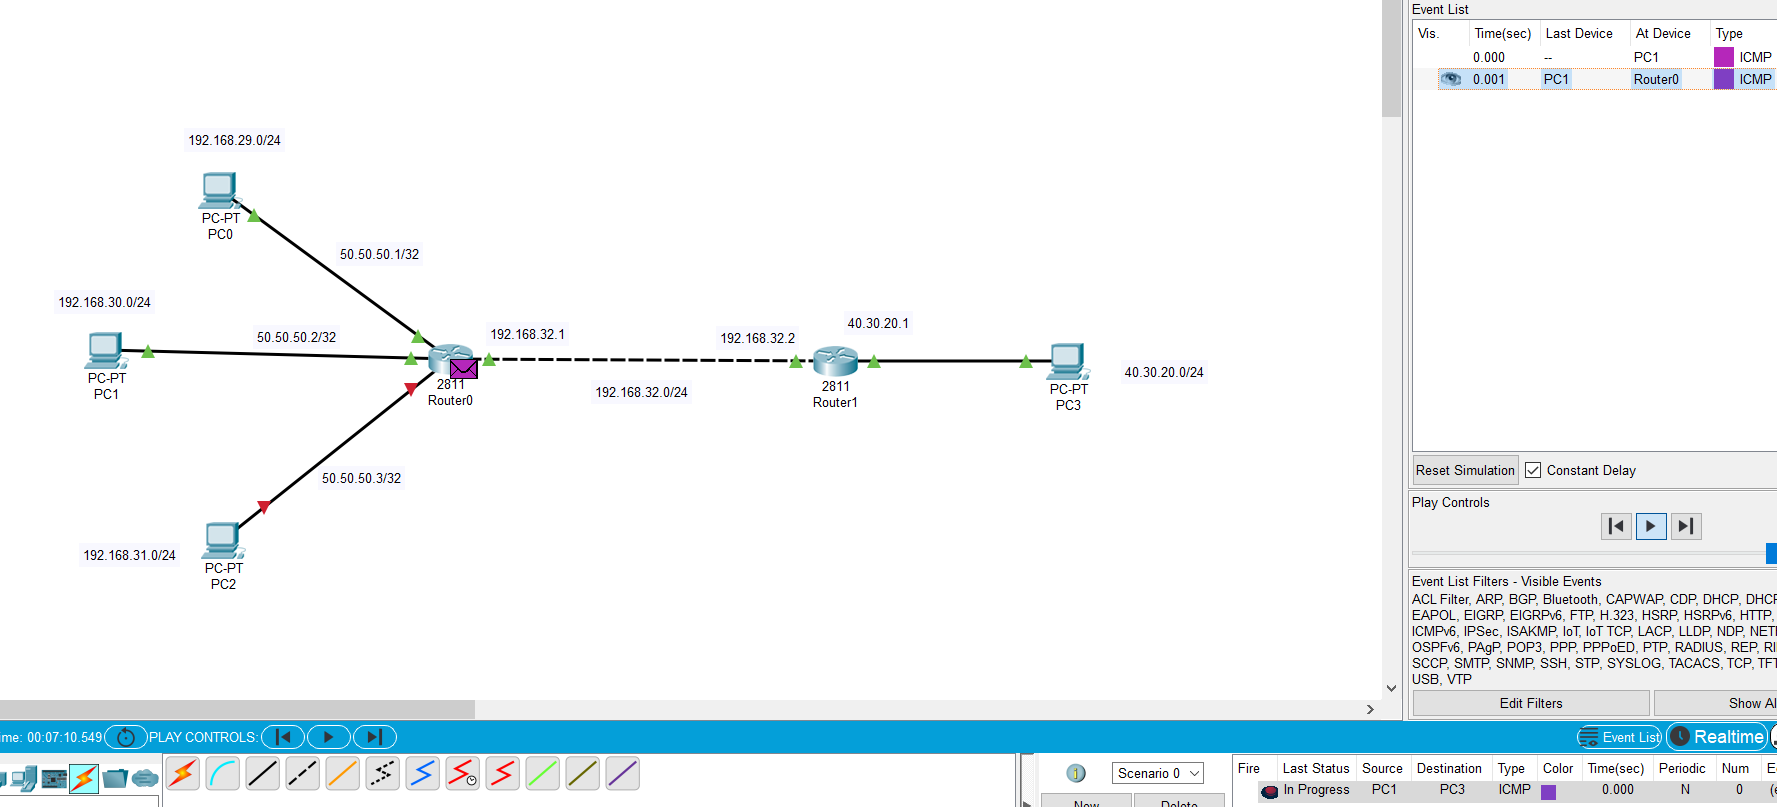 192.168.29.0/24
PC-PT
PC0
50.50.50.1/32
192.168.30.0/24
50.50.50.2/32
PC-PT
PC1
192.168.32.1
2811
Router0
192.168.32.0/24
192.168.32.2
40.30.20.1
2811
Router1
PC-PT
PC3
40.30.20.0/24
50.50.50.3/32
192.168.31.0/24
PC-PT
PC2
Event List
Vis. Time(sec) Last Device At Device Type
0.000 -- PC1 ICMP
0.001 PC1 Router0 ICMP
Reset Simulation Constant Delay
Play Controls
Event List Filters - Visible Events
ACL Filter, ARP, BGP, Bluetooth, CAPWAP, CDP, DHCP, DHCP
EAPOL, EIGRP, EIGRPv6, FTP, H.323, HSRP, HSRPv6, HTTP,
ICMPv6, IPSec, ISAKMP, IoT, IoT TCP, LACP, LLDP, NDP, NET
OSPFv6, PAgP, POP3, PPP, PPPoED, PTP, RADIUS, REP, RI
SCCP, SMTP, SNMP, SSH, STP, SYSLOG, TACACS, TCP, TFT
USB, VTP
Edit Filters Show Al
ime: 00:07:10.549 PLAY CONTROLS: Event List Realtime
Scenario 0
New Delete
Fire Last Status Source Destination Type Color Time(sec) Periodic Num E
In Progress PC1 PC3 ICMP 0.000 N 0 (e